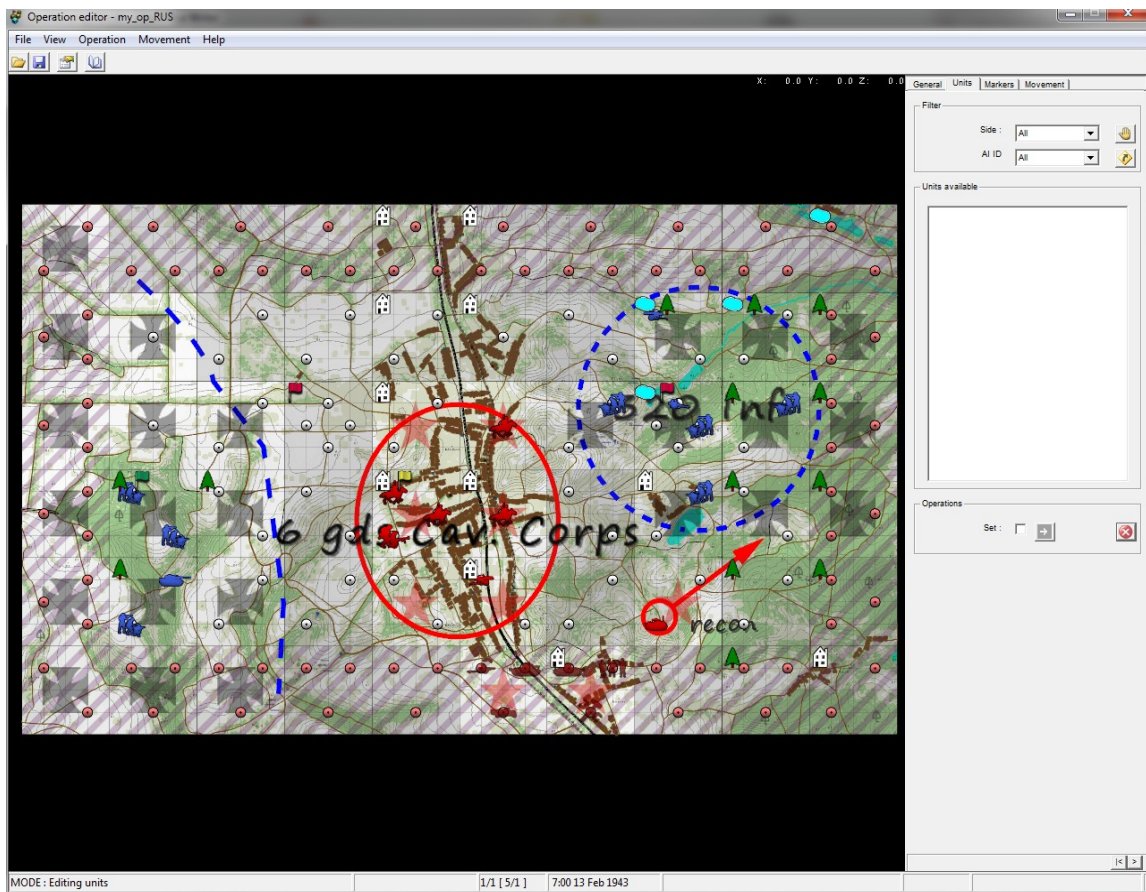 Operation editor - my_op_RUS
File View Operation Movement Help
X: 0.0 Y: 0.0 Z: 0.0
General Units Markers Movement
Filter
Side : All
AI ID All
Units available
520 inf
6 gds Cav. Corps
Operations
Set :
recon
|< >
MODE : Editing units 1/1 [ 5/1 ] 7:00 13 Feb 1943